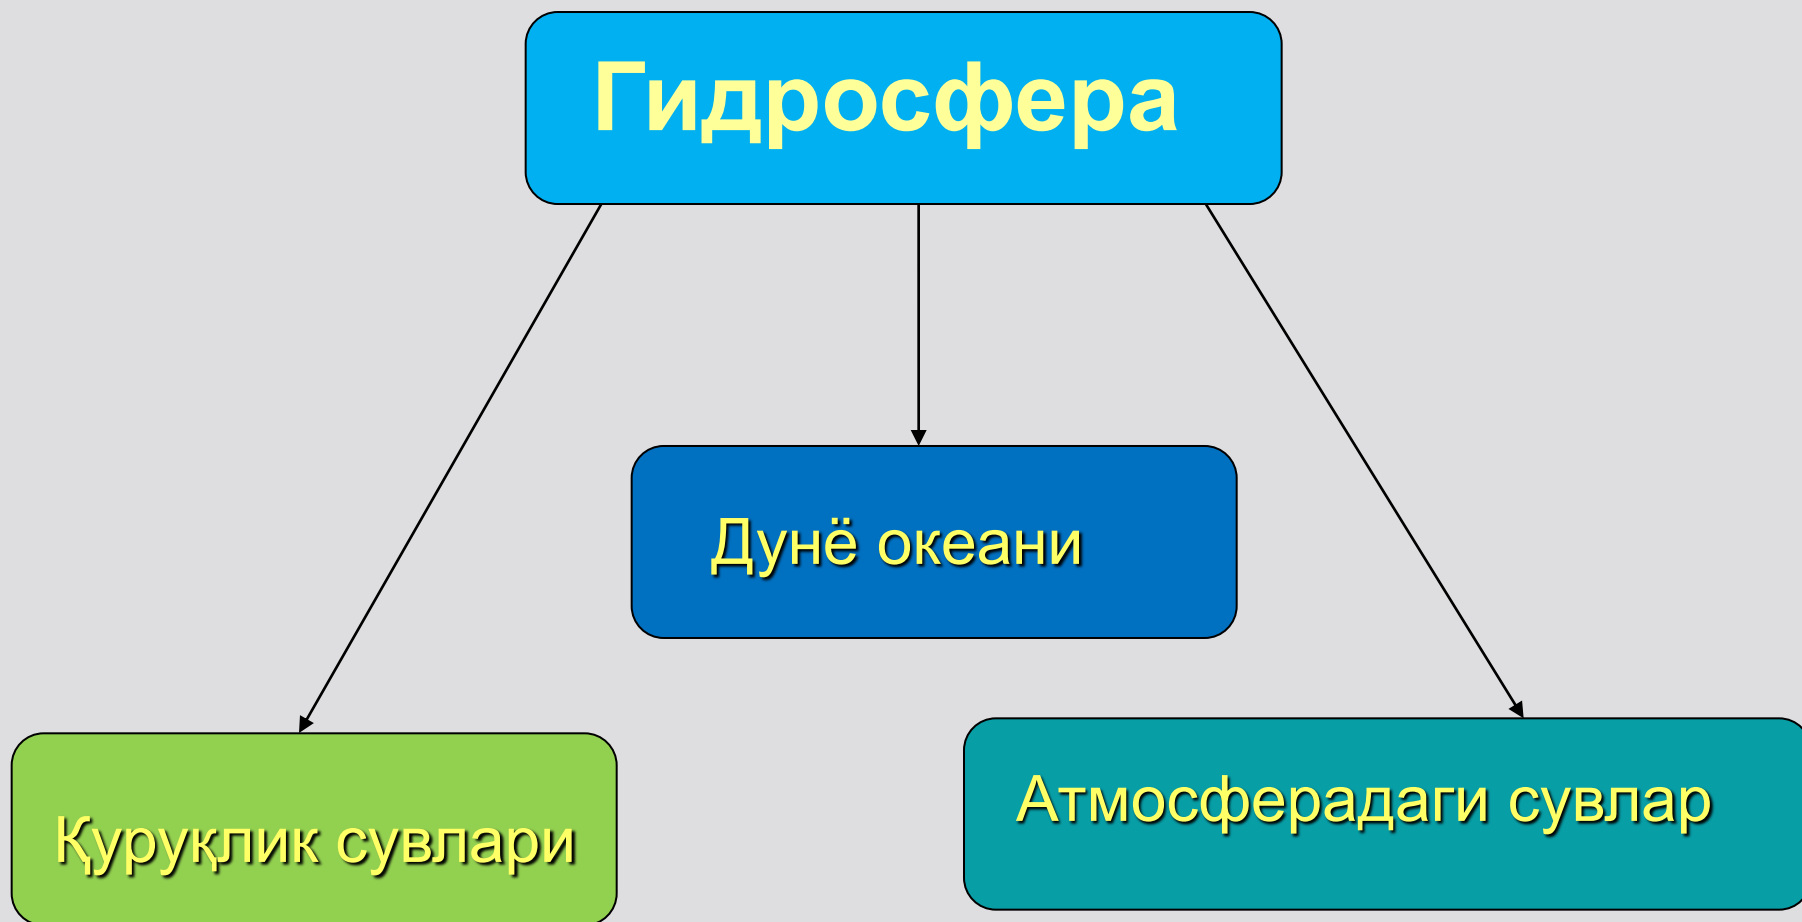 Гидросфера
Дунё океани
Қуруқлик сувлари
Атмосферадаги сувлар